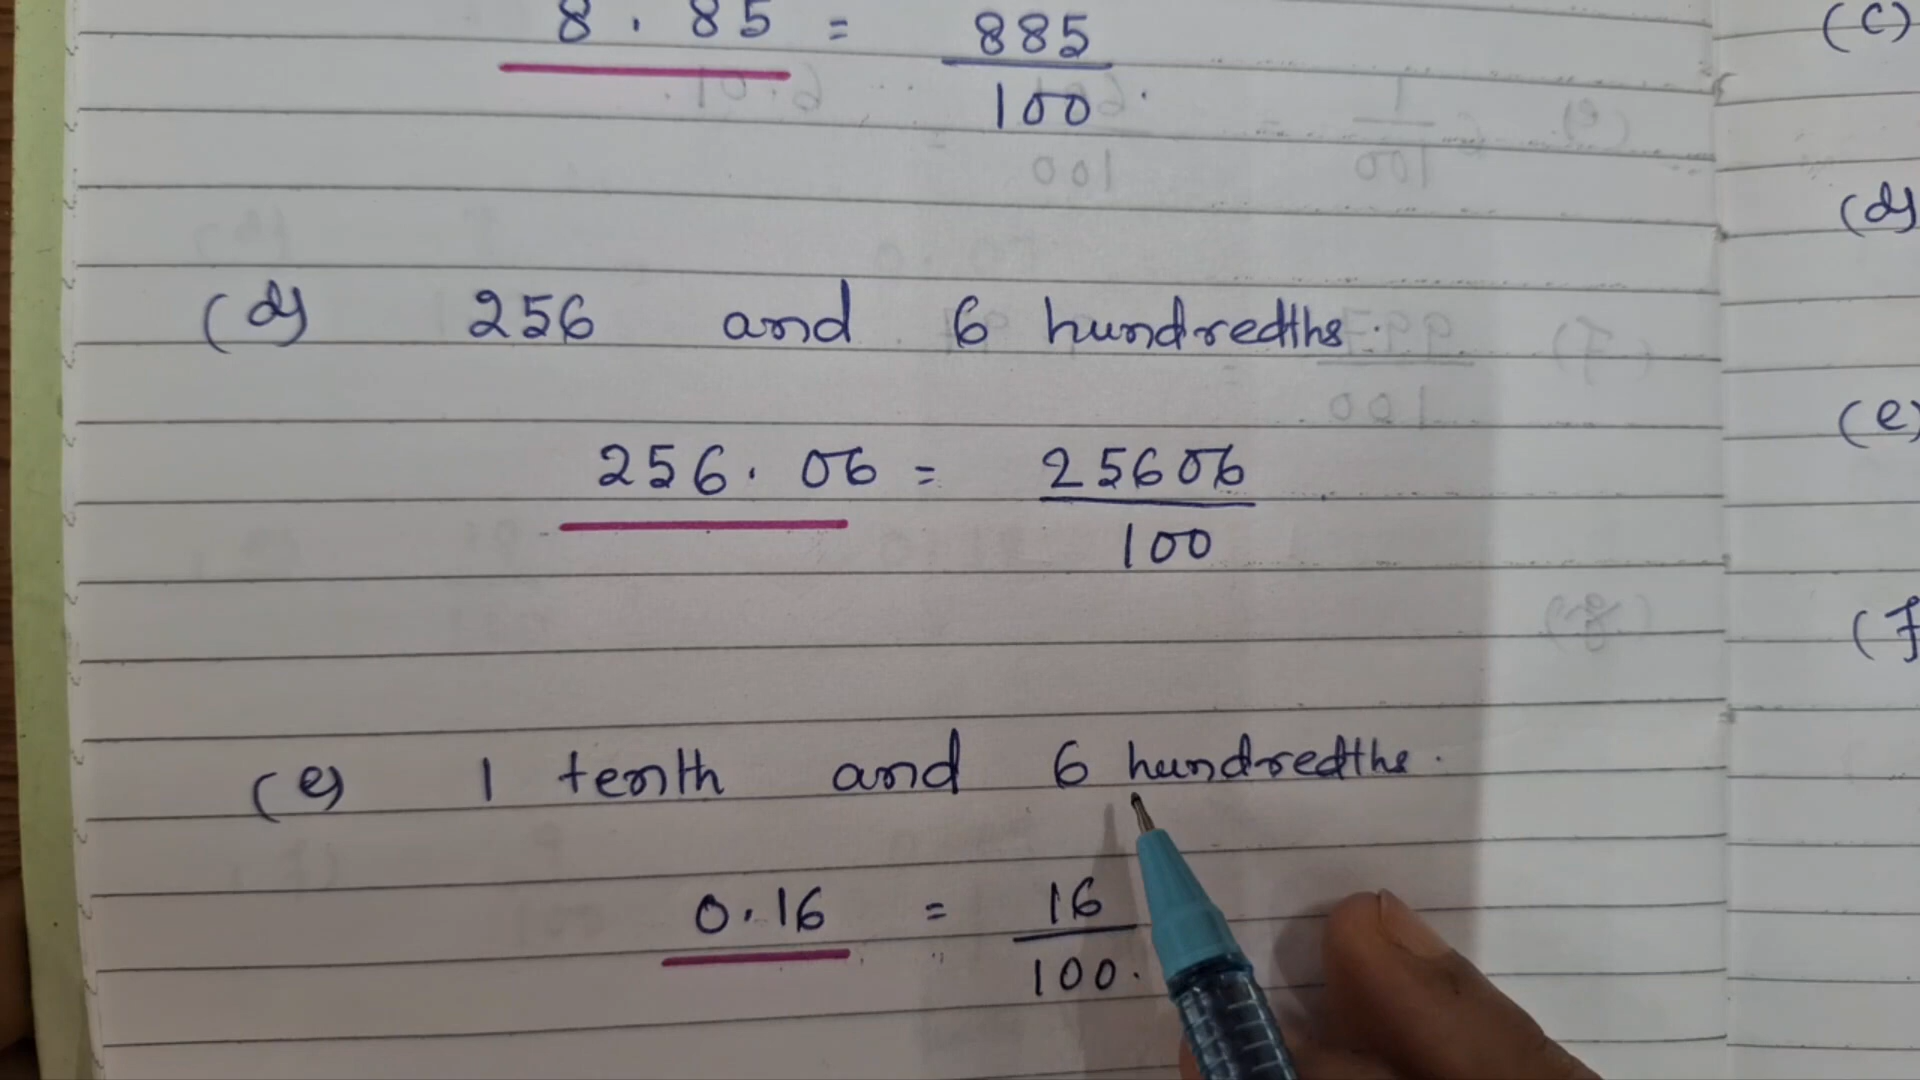 8.85 = 885/100.
(d) 256 and 6 hundredths.
256.06 = 25606/100
(e) 1 tenth and 6 hundredths.
0.16 = 16/100.
(c)
(d)
(e)
(f